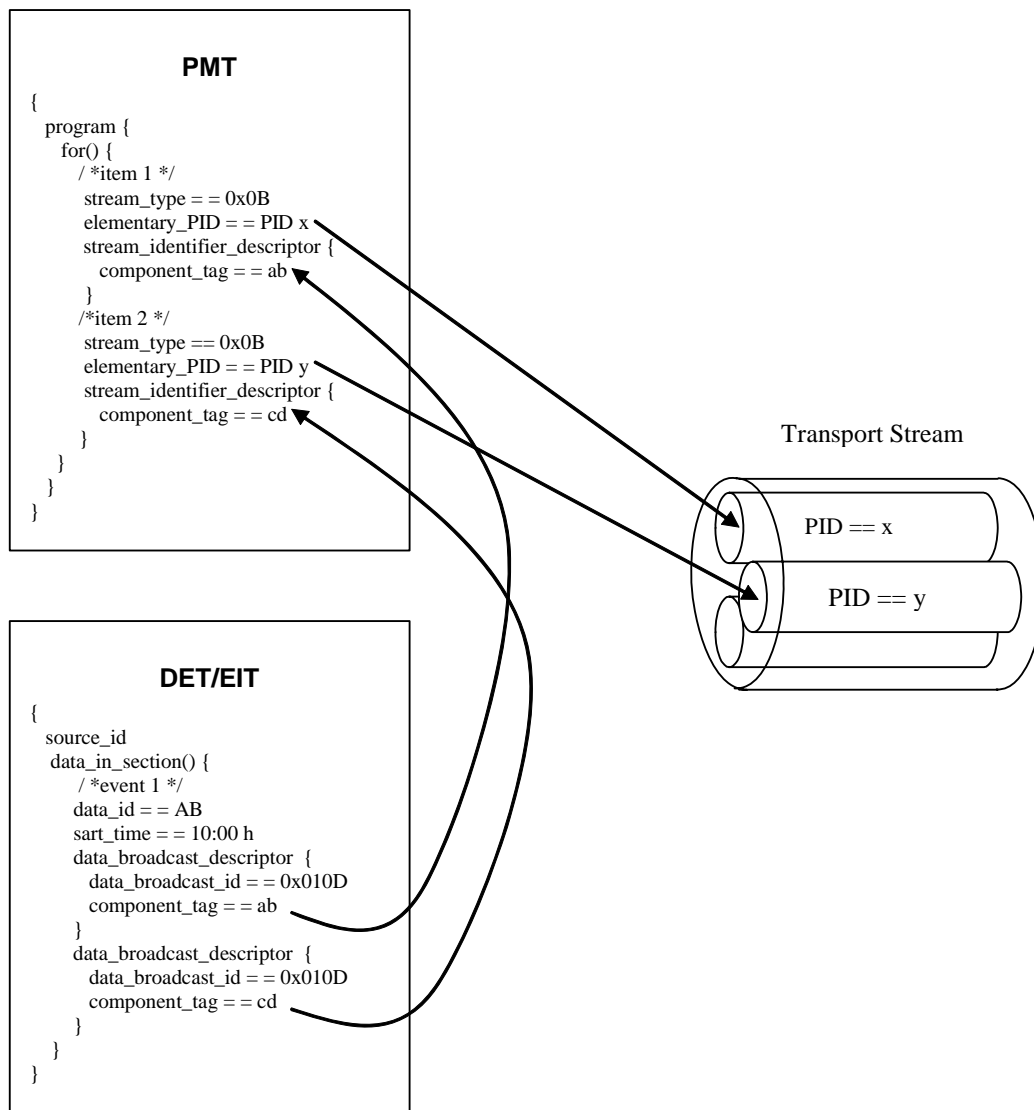 PMT
{
program {
for() {
/ *item 1 */
stream_type = = 0x0B
elementary_PID = = PID x
stream_identifier_descriptor {
component_tag = = ab
}
/*item 2 */
stream_type == 0x0B
elementary_PID = = PID y
stream_identifier_descriptor {
component_tag = = cd
}
}
}
}
Transport Stream
PID == x
PID == y
DET/EIT
{
source_id
data_in_section() {
/ *event 1 */
data_id = = AB
sart_time = = 10:00 h
data_broadcast_descriptor {
data_broadcast_id = = 0x010D
component_tag = = ab
}
data_broadcast_descriptor {
data_broadcast_id = = 0x010D
component_tag = = cd
}
}
}